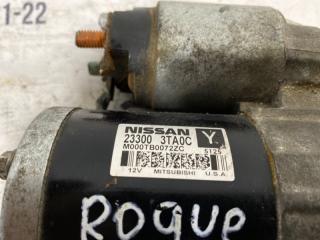 1-22
NISSAN
23300 3TA0C Y
M000TB0072ZC 5125
12V MITSUBISHI U.S.A.
ROGUE